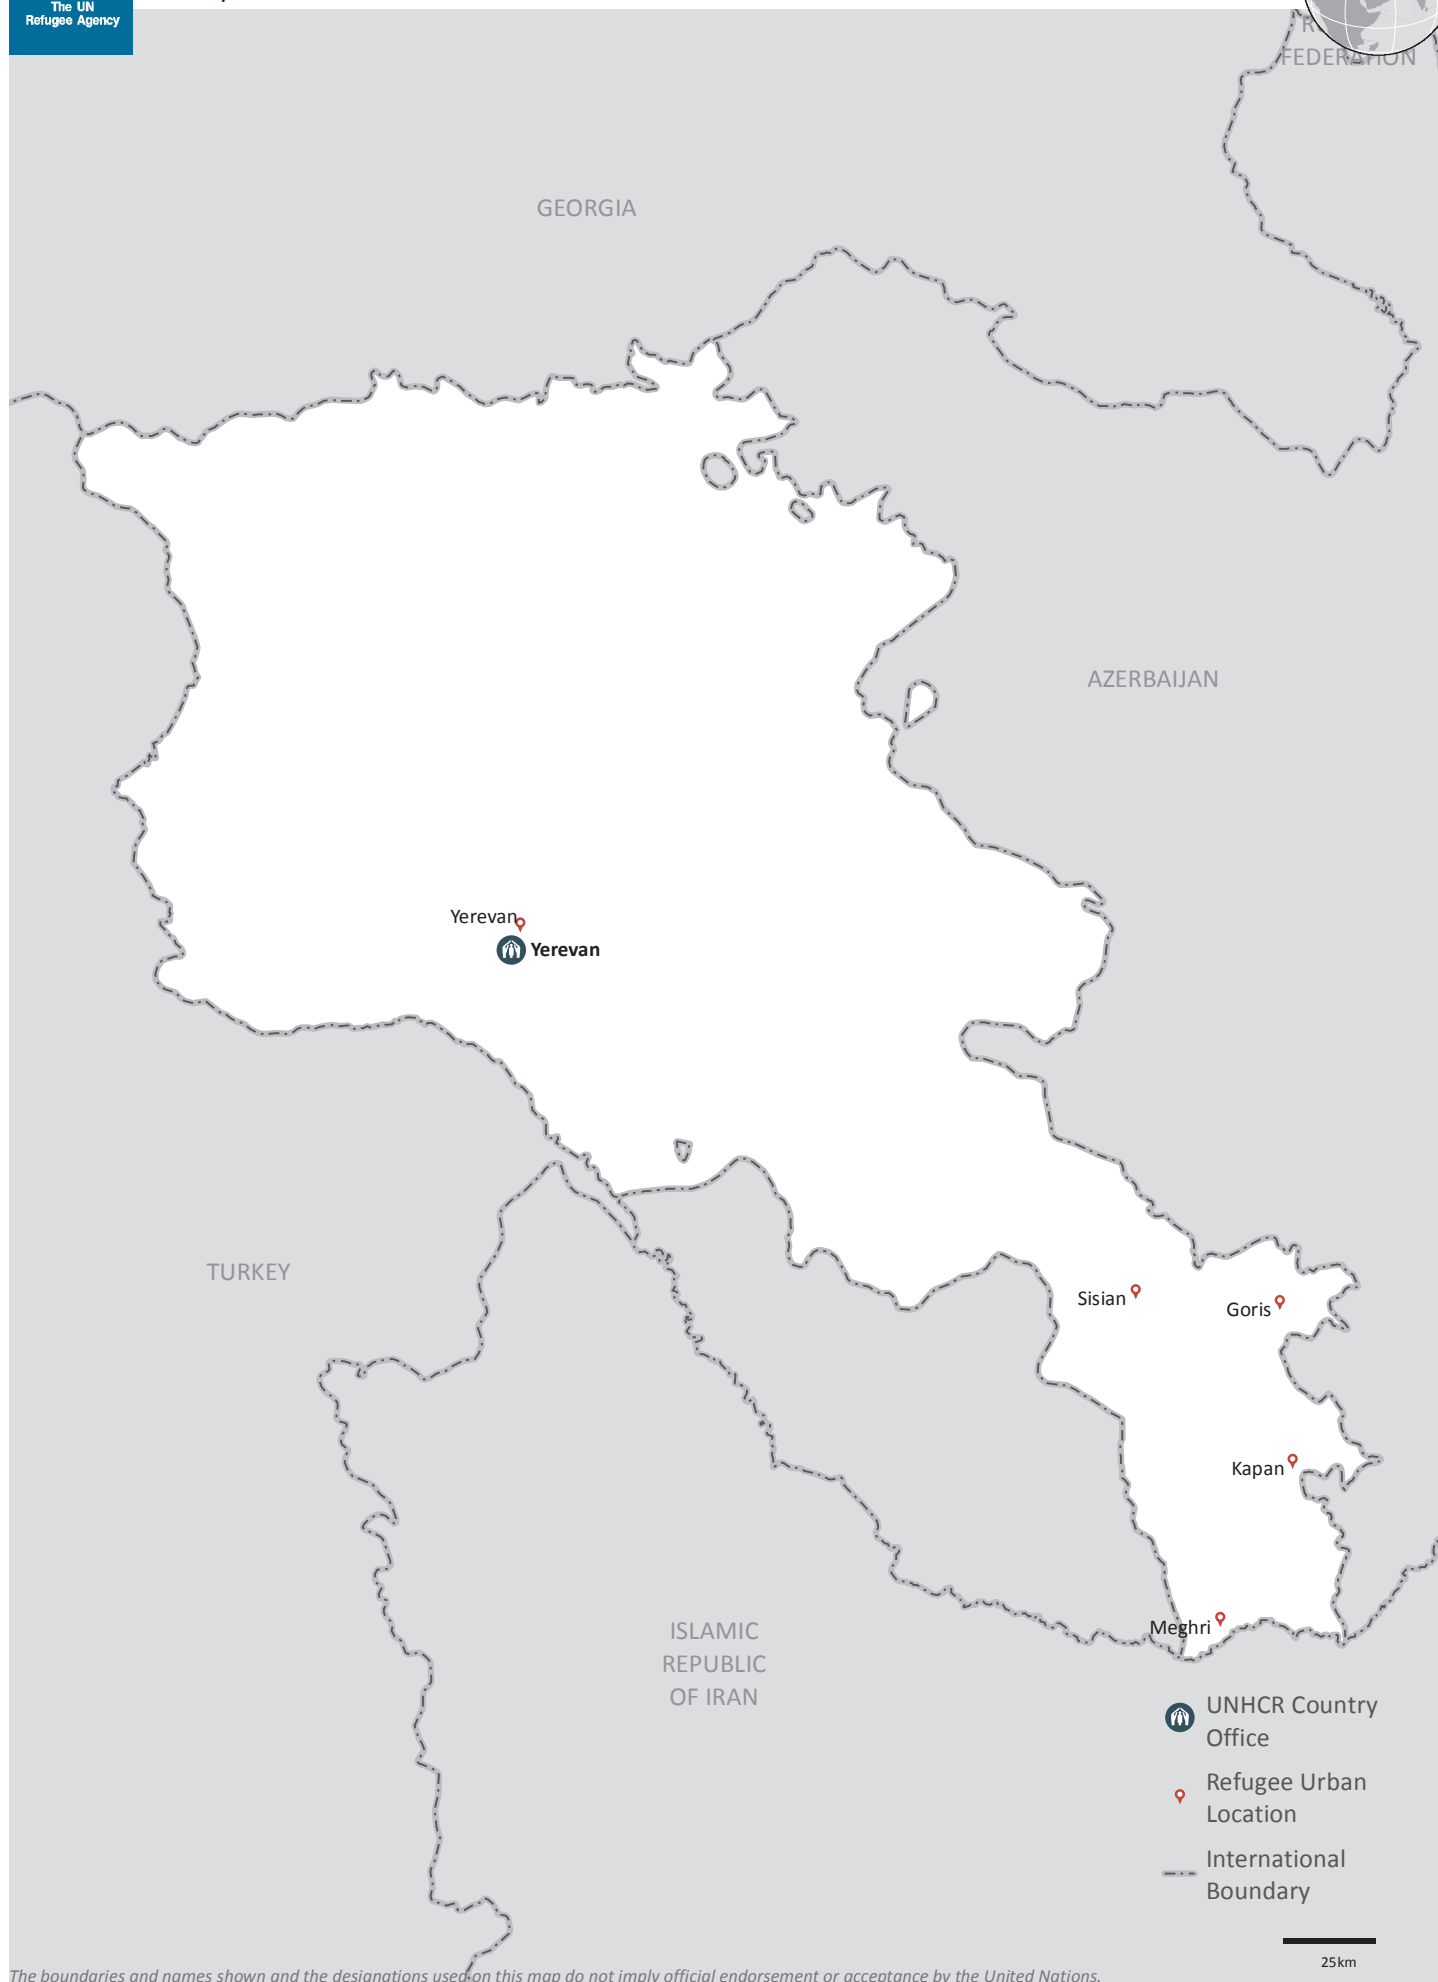 The UN
Refugee Agency
FEDERATION
GEORGIA
AZERBAIJAN
Yerevan
Yerevan
TURKEY
Sisian
Goris
Kapan
Meghri
ISLAMIC
REPUBLIC
OF IRAN
UNHCR Country
Office
Refugee Urban
Location
International
Boundary
25km
The boundaries and names shown and the designations used on this map do not imply official endorsement or acceptance by the United Nations.